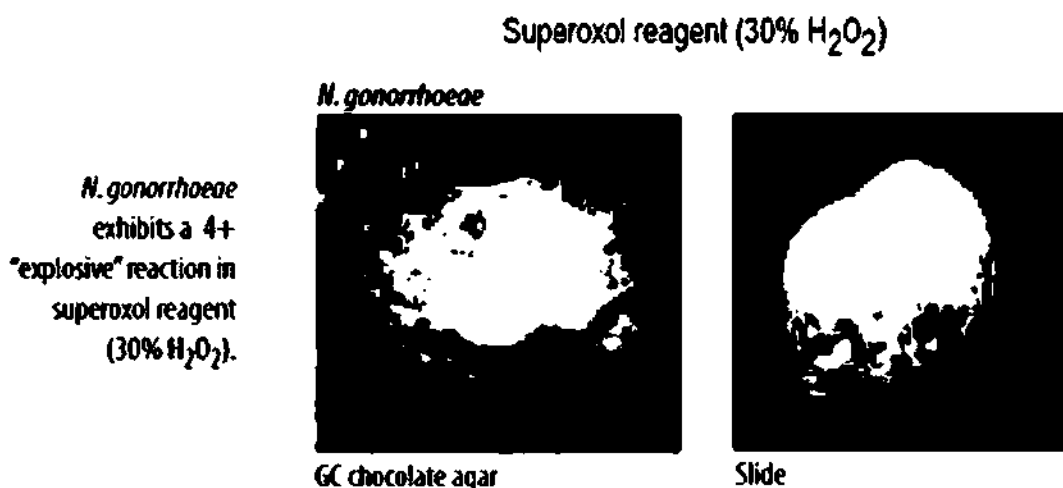 Superoxol reagent (30% H₂O₂)
N. gonorrhoeae
N. gonorrhoeae
exhibits a 4+
"explosive" reaction in
superoxol reagent
(30% H₂O₂).
GC chocolate agar
Slide